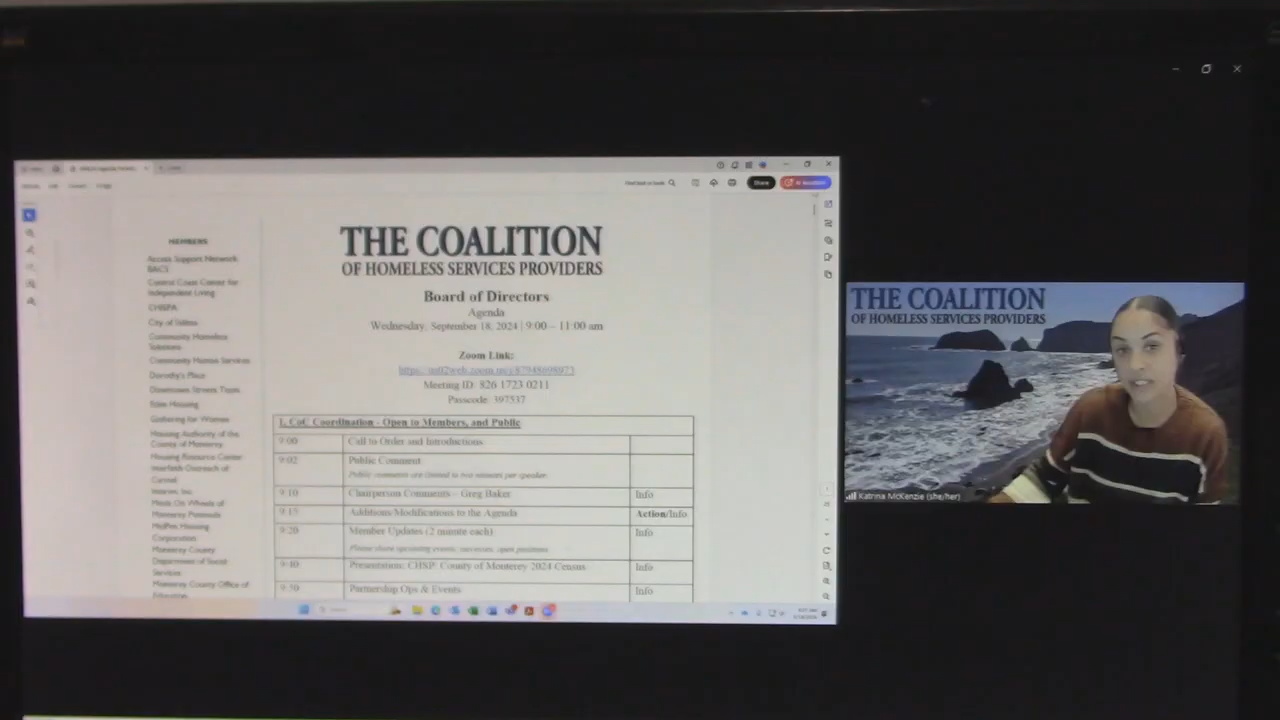 Share
MEMBERS
Access Support Network
BACS
Central Coast Center for
Independent Living
CHISPA
City of Salinas
Community Homeless
Solutions
Community Human Services
Dorothy's Place
Downtown Streets Team
Eden Housing
Gathering for Women
Housing Authority of the
County of Monterey
Housing Resource Center
Interfaith Outreach of
Carmel
Interim, Inc
Meals On Wheels of
Monterey Peninsula
MidPen Housing
Corporation
Monterey County
Department of Social
Services
Monterey County Office of
Education
THE COALITION
OF HOMELESS SERVICES PROVIDERS
Board of Directors
Agenda
Wednesday, September 18, 2024 | 9:00 – 11:00 am
Zoom Link:
Meeting ID: 826 1723 0211
Passcode: 397537
I. CoC Coordination - Open to Members, and Public
9:00 Call to Order and Introductions
9:02 Public Comment
Public comments are limited to two minutes per speaker
9:10 Chairperson Comments – Greg Baker Info
9:15 Additions/Modifications to the Agenda Action/Info
9:20 Member Updates (2 minute each) Info
Please share upcoming events, successes, open positions
9:40 Presentation: CHSP: County of Monterey 2024 Census Info
9:50 Partnership Ops & Events Info
THE COALITION
OF HOMELESS SERVICES PROVIDERS
Katrina McKenzie (she/her)